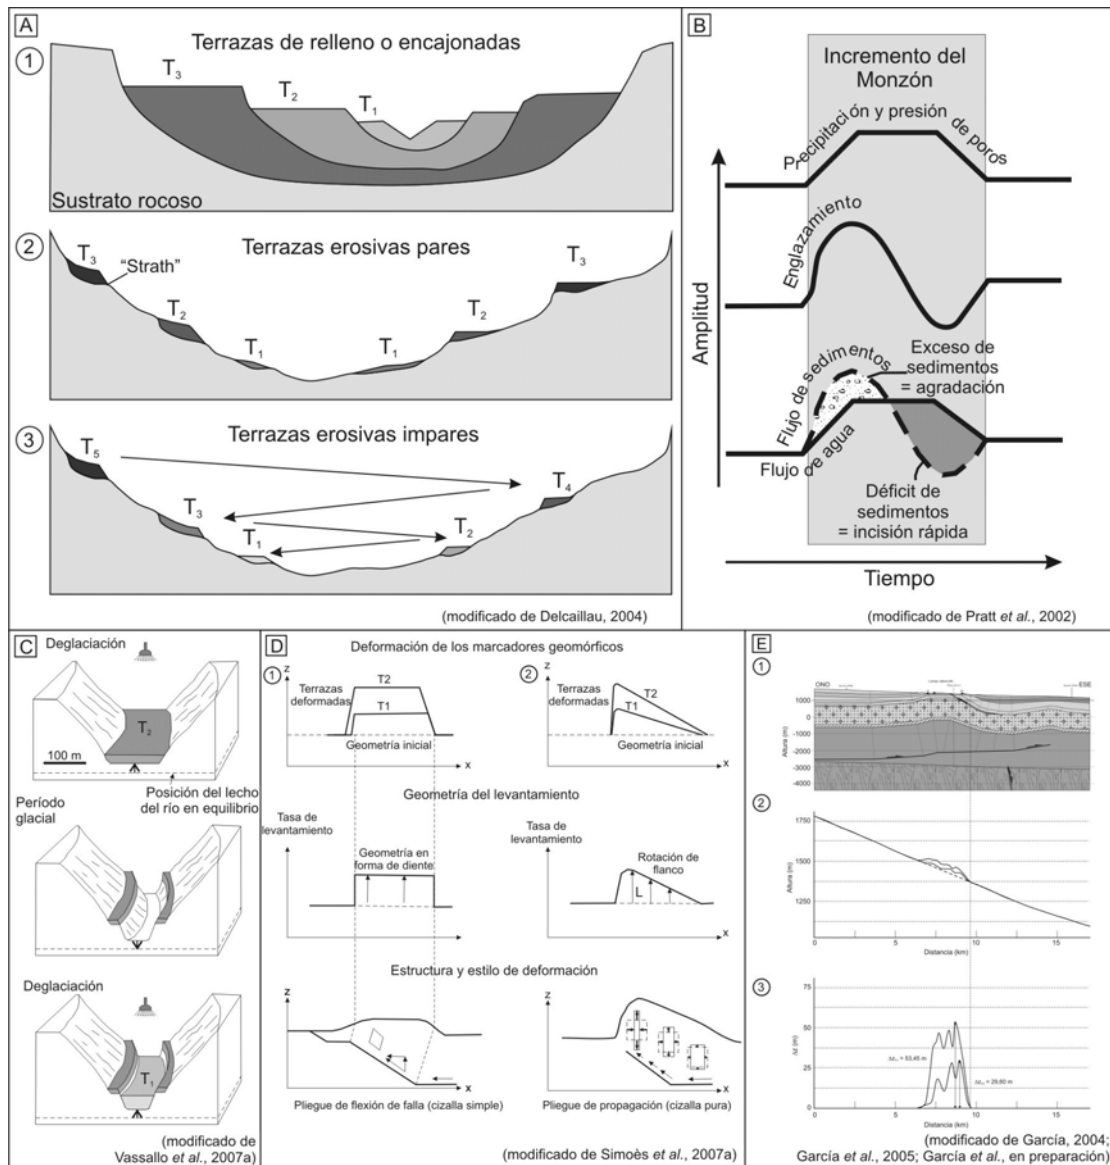 A
Terrazas de relleno o encajonadas
1
T3
T2
T1
Sustrato rocoso
2
Terrazas erosivas pares
T3
"Strath"
T3
T2
T2
T1
T1
3
Terrazas erosivas impares
T5
T4
T3
T2
T1
(modificado de Delcaillau, 2004)
B
Incremento del
Monzón
Precipitación y presión de poros
Englazamiento
Amplitud
Flujo de sedimentos
Exceso de
sedimentos
= agradación
Flujo de agua
Déficit de
sedimentos
= incisión rápida
Tiempo
(modificado de Pratt et al., 2002)
C
Deglaciación
T2
100 m
Posición del lecho
del río en equilibrio
Período
glacial
Deglaciación
T1
(modificado de
Vassallo et al., 2007a)
D
Deformación de los marcadores geomórficos
1
z
Terrazas
deformadas
T2
T1
Geometría inicial
x
2
z
Terrazas
deformadas
T2
T1
Geometría inicial
x
Geometría del levantamiento
Tasa de
levantamiento
Geometría en
forma de diente
x
Tasa de
levantamiento
Rotación de
flanco
L
x
Estructura y estilo de deformación
z
x
Pliegue de flexión de falla (cizalla simple)
z
x
Pliegue de propagación (cizalla pura)
(modificado de Simoès et al., 2007a)
E
1
ONO
ESE
Altura (m)
1000
0
-1000
-2000
-3000
-4000
2
Altura (m)
1750
1500
1250
0
5
10
15
Distancia (km)
3
Δz (m)
75
50
25
0
0
5
10
15
Distancia (km)
= 53,45 m
= 29,60 m
(modificado de García, 2004;
García et al., 2005; García et al., en preparación)